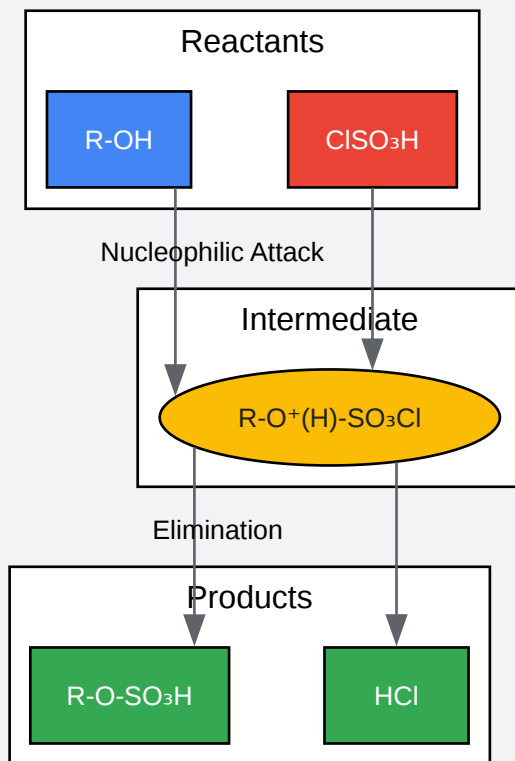 Reactants
R-OH
ClSO₃H
Nucleophilic Attack
Intermediate
R-O⁺(H)-SO₃Cl
Elimination
Products
R-O-SO₃H
HCl